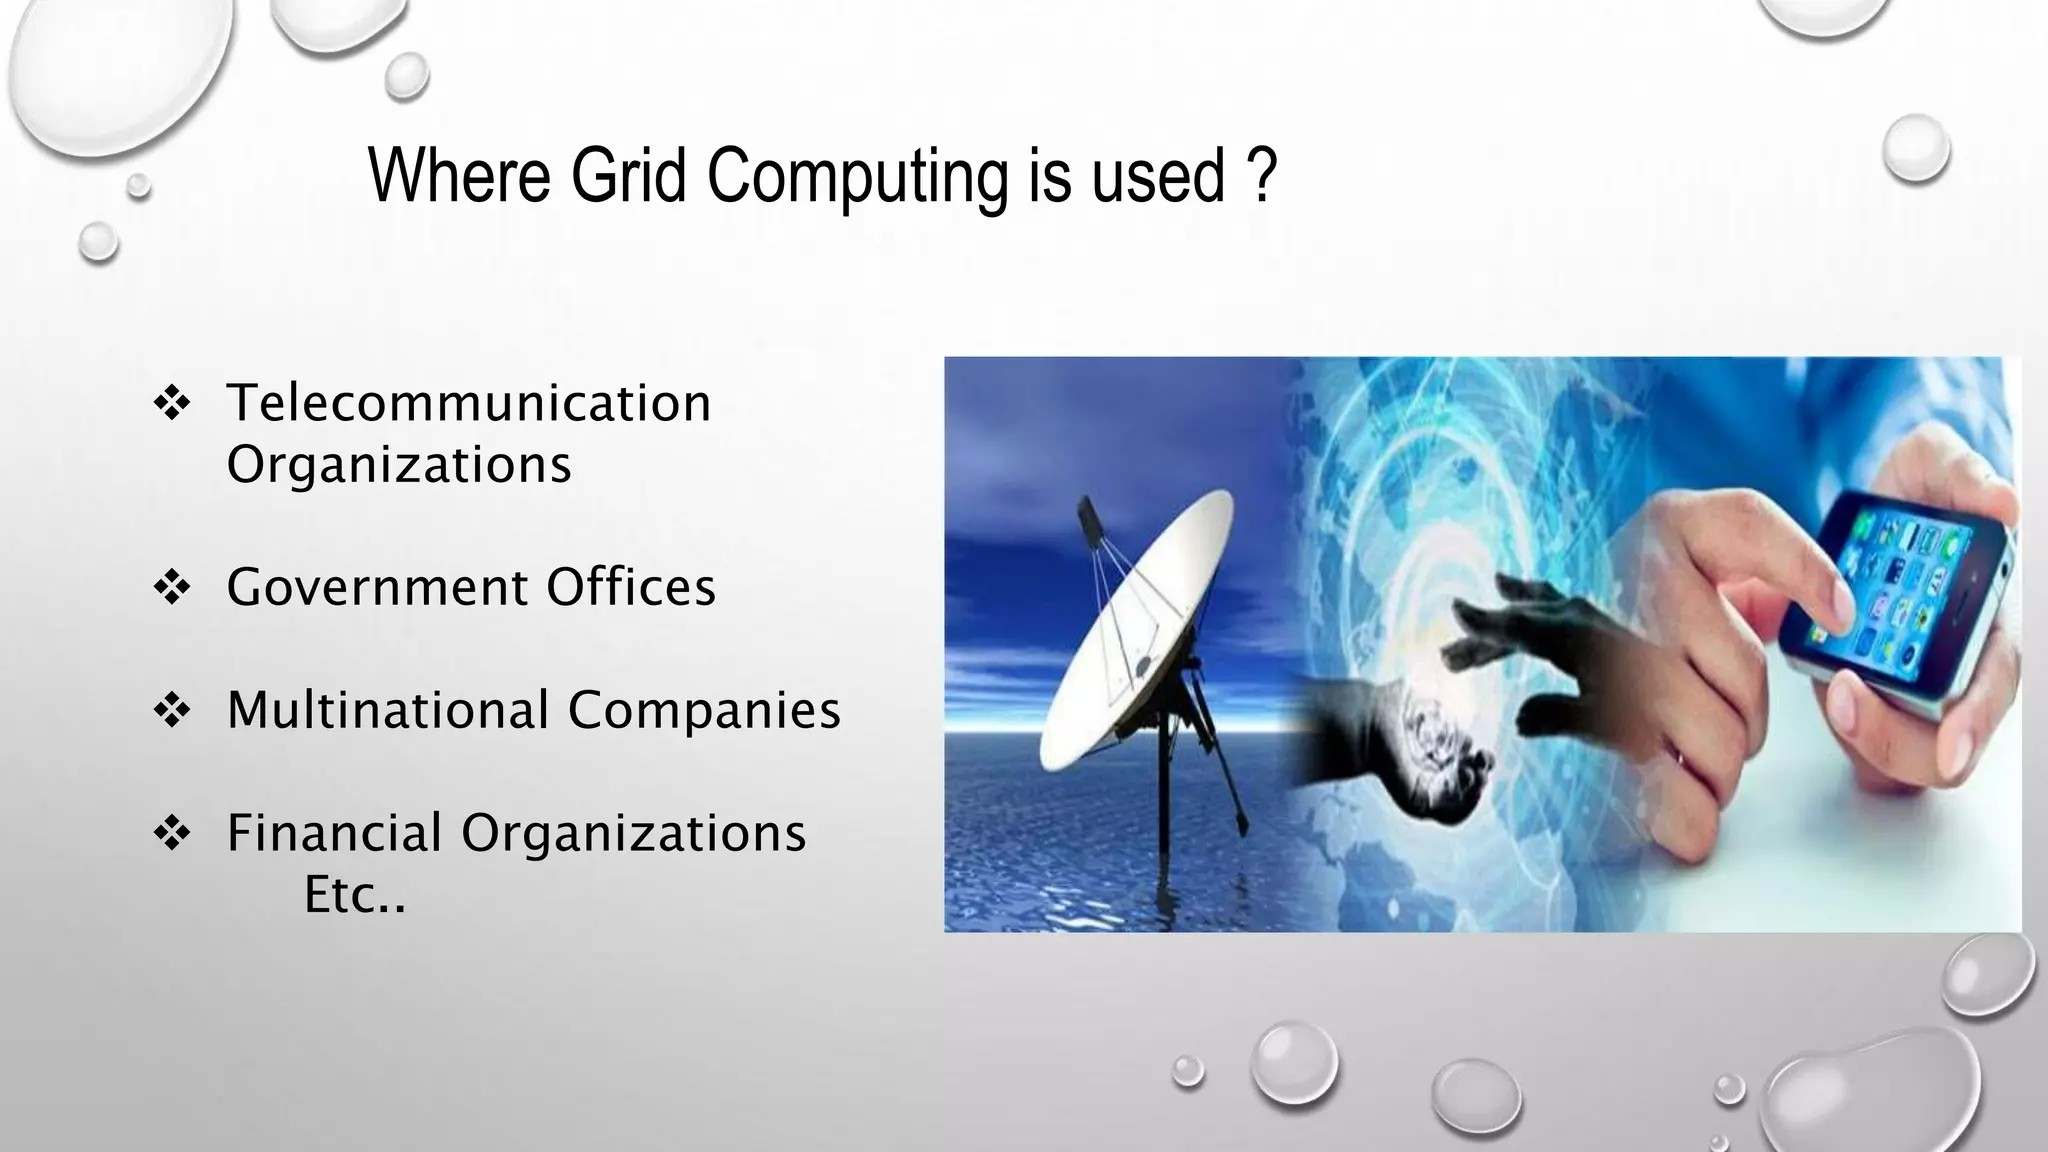 Where Grid Computing is used ?
❖ Telecommunication
Organizations
❖ Government Offices
❖ Multinational Companies
❖ Financial Organizations
Etc..